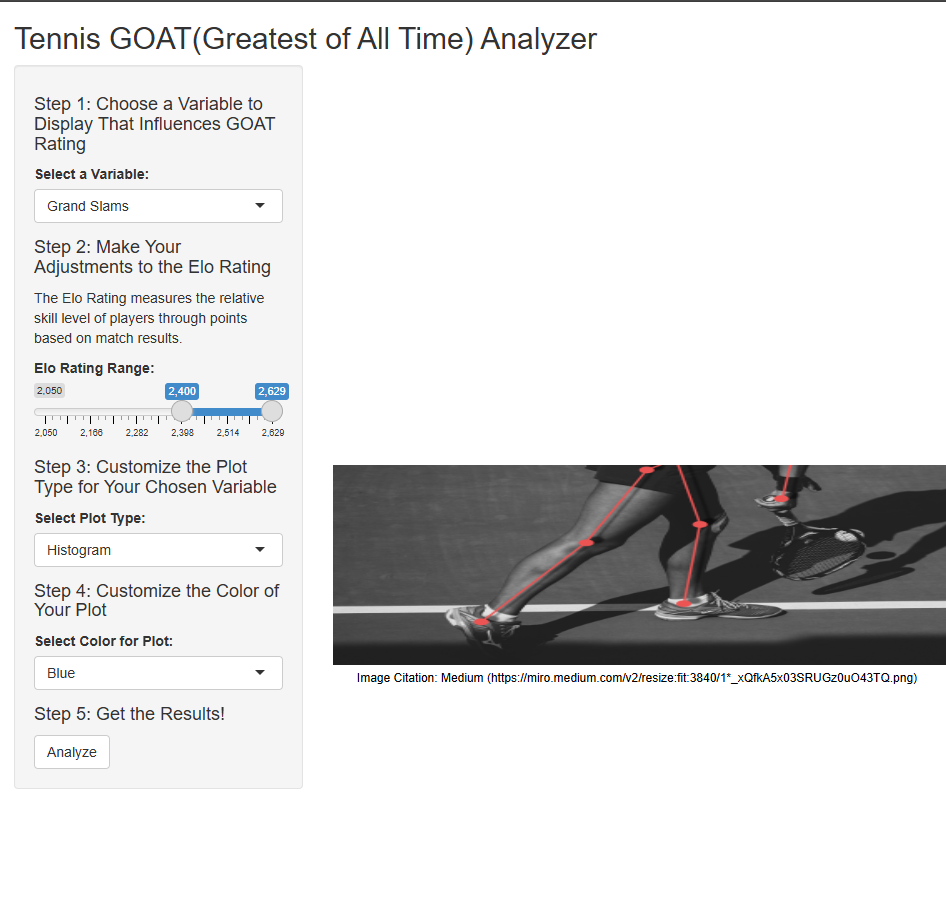 Tennis GOAT(Greatest of All Time) Analyzer
Step 1: Choose a Variable to
Display That Influences GOAT
Rating
Select a Variable:
Grand Slams
Step 2: Make Your
Adjustments to the Elo Rating
The Elo Rating measures the relative
skill level of players through points
based on match results.
Elo Rating Range:
2,050 2,400 2,629
2,050 2,166 2,282 2,398 2,514 2,629
Step 3: Customize the Plot
Type for Your Chosen Variable
Select Plot Type:
Histogram
Step 4: Customize the Color of
Your Plot
Select Color for Plot:
Blue
Step 5: Get the Results!
Analyze
Image Citation: Medium (https://miro.medium.com/v2/resize:fit:3840/1*_xQfkA5x03SRUGz0uO43TQ.png)